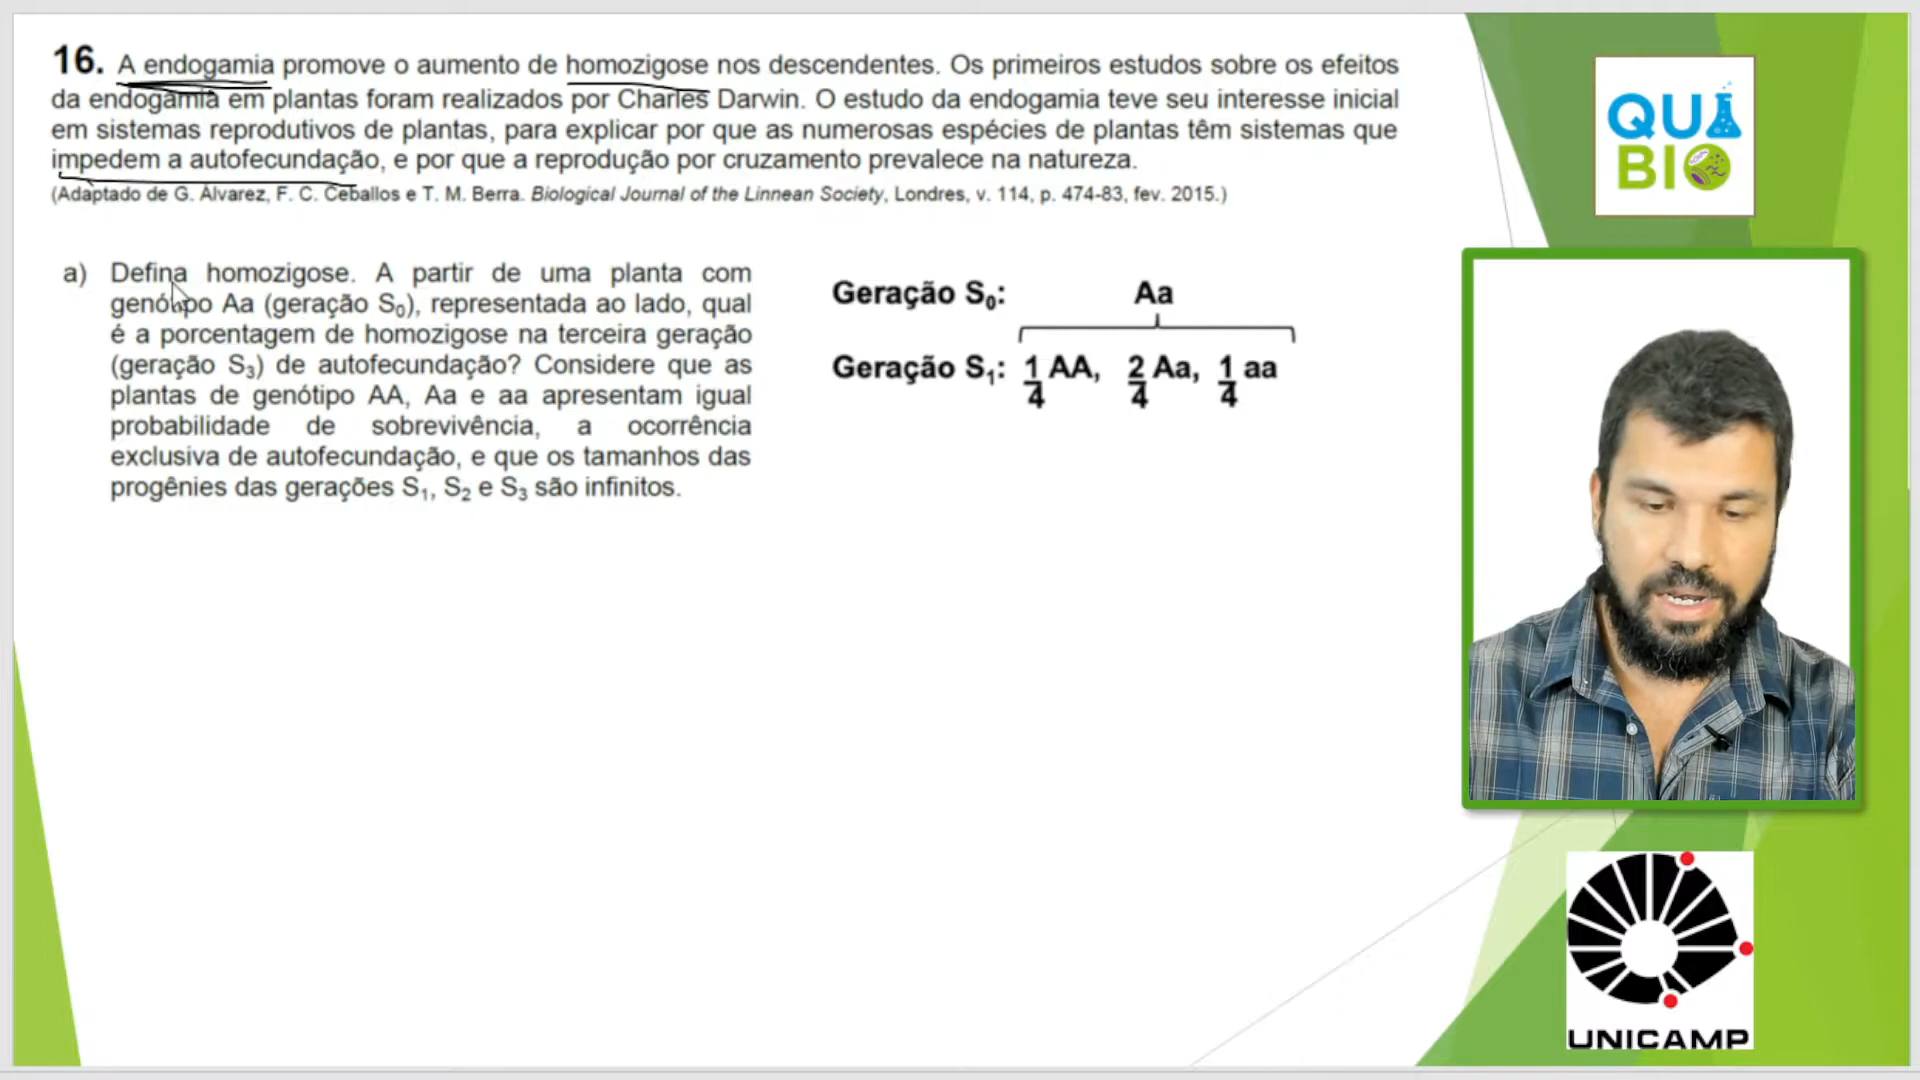 16. A endogamia promove o aumento de homozigose nos descendentes. Os primeiros estudos sobre os efeitos
da endogamia em plantas foram realizados por Charles Darwin. O estudo da endogamia teve seu interesse inicial
em sistemas reprodutivos de plantas, para explicar por que as numerosas espécies de plantas têm sistemas que
impedem a autofecundação, e por que a reprodução por cruzamento prevalece na natureza.
(Adaptado de G. Álvarez, F. C. Ceballos e T. M. Berra. Biological Journal of the Linnean Society, Londres, v. 114, p. 474-83, fev. 2015.)
a) Defina homozigose. A partir de uma planta com
genótipo Aa (geração S₀), representada ao lado, qual
é a porcentagem de homozigose na terceira geração
(geração S₃) de autofecundação? Considere que as
plantas de genótipo AA, Aa e aa apresentam igual
probabilidade de sobrevivência, a ocorrência
exclusiva de autofecundação, e que os tamanhos das
progênies das gerações S₁, S₂ e S₃ são infinitos.
Geração S₀: Aa
Geração S₁: 1/4 AA, 2/4 Aa, 1/4 aa
QUI
BIO
UNICAMP